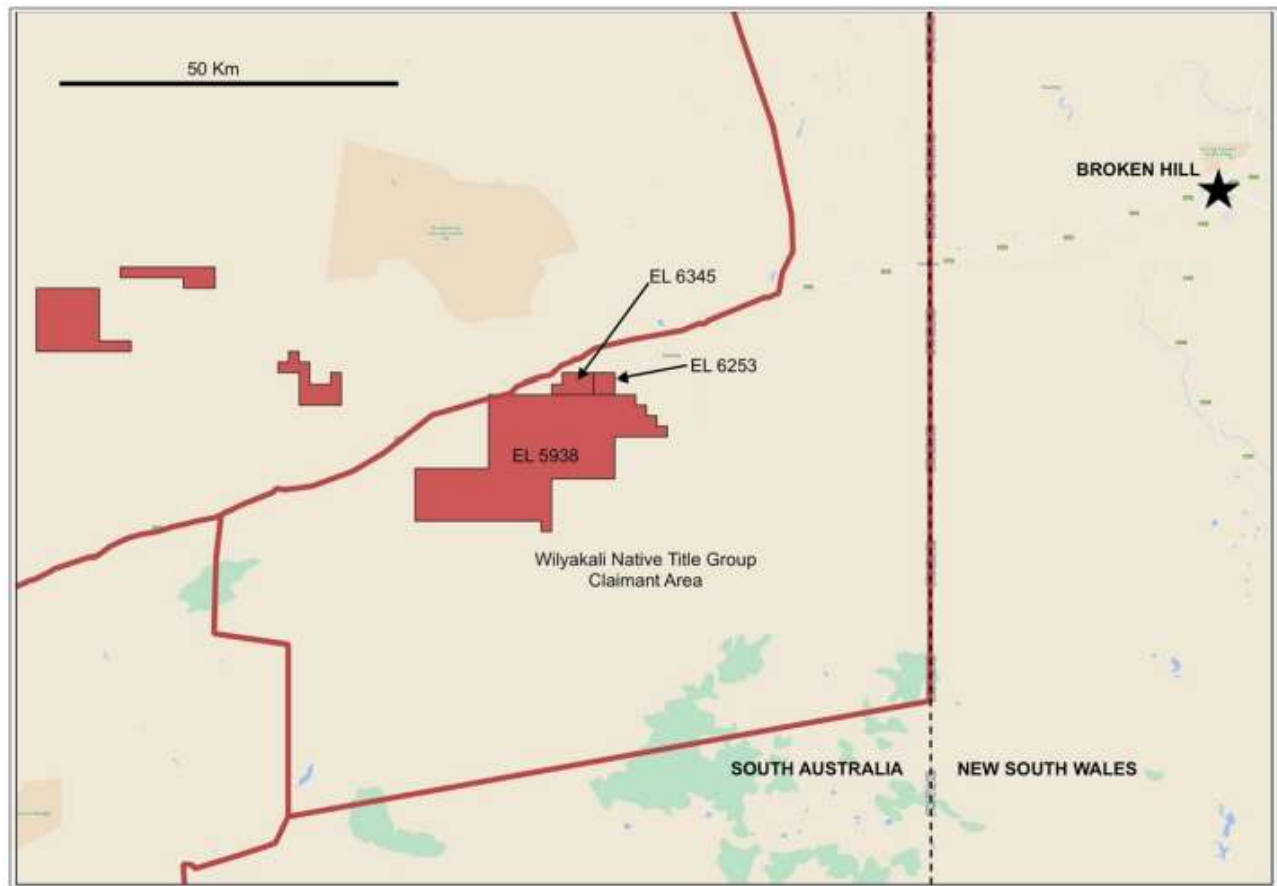 50 Km
BROKEN HILL
EL 6345
EL 6253
EL 5938
Wilyakali Native Title Group
Claimant Area
SOUTH AUSTRALIA
NEW SOUTH WALES